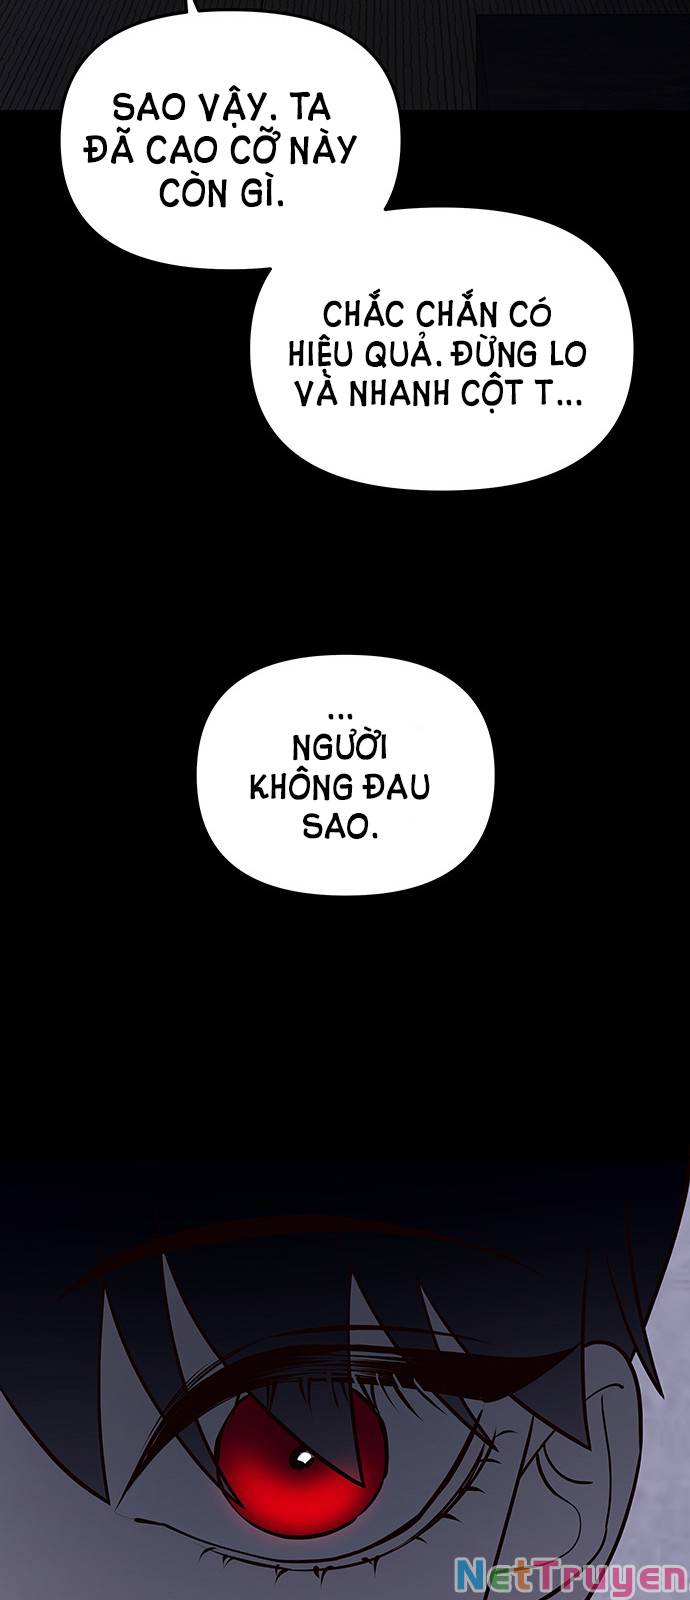 SAO VẬY. TA
ĐÃ CAO CỠ NÀY
CÒN GÌ.
CHẮC CHẮN CÓ
HIỆU QUẢ. ĐỪNG LO
VÀ NHANH CỘT T...
...
NGƯỜI
KHÔNG ĐAU
SAO.
NETTRUYEN